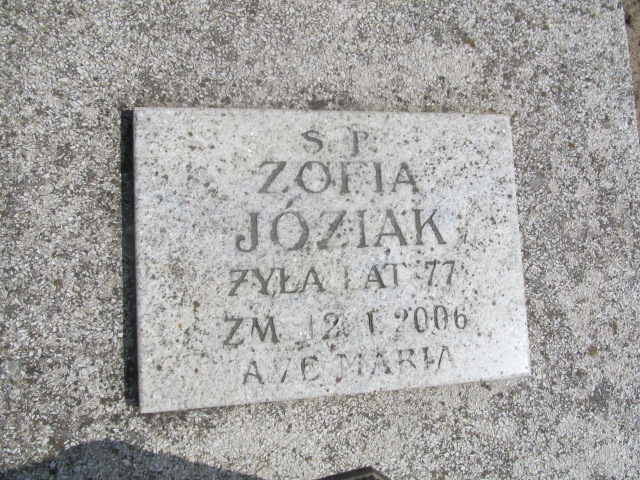 Ś. P.
ZOFIA
JÓZIAK
ŻYŁA LAT 77
ZM. 12. I. 2006
AVE MARIA